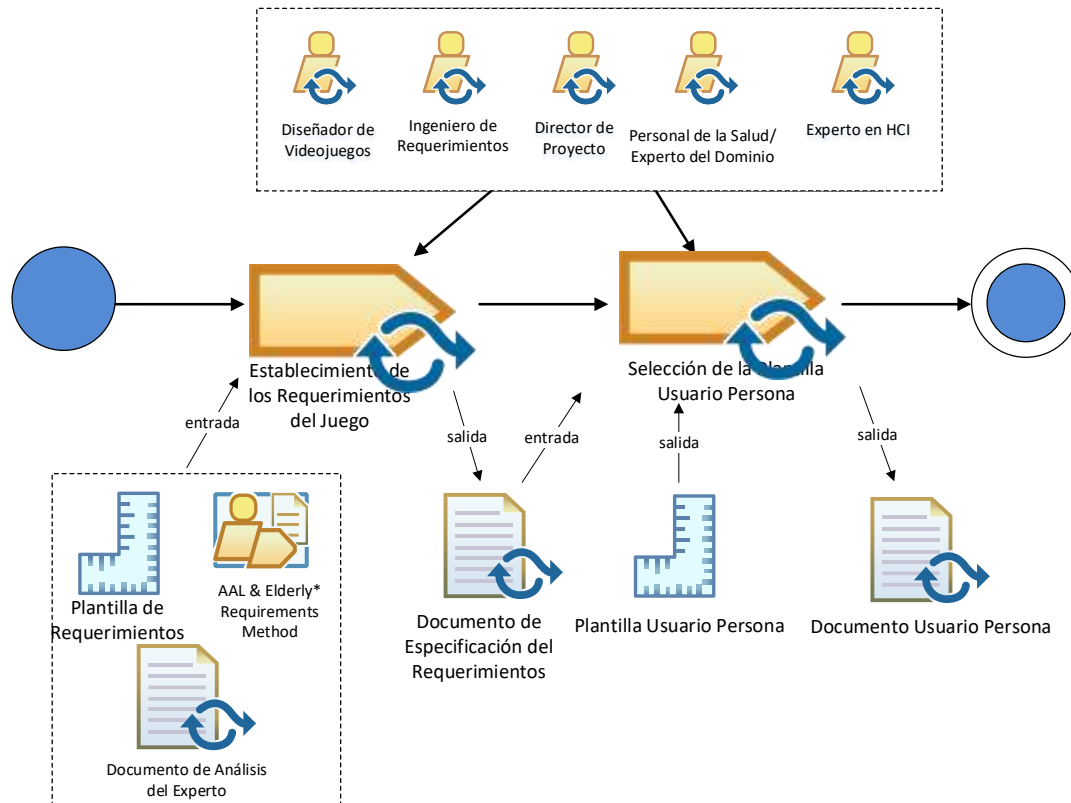 Diseñador de
Videojuegos
Ingeniero de
Requerimientos
Director de
Proyecto
Personal de la Salud/
Experto del Dominio
Experto en HCI
Establecimiento de
los Requerimientos
del Juego
Selección de la Plantilla
Usuario Persona
entrada
salida
entrada
salida
salida
Plantilla de
Requerimientos
AAL & Elderly*
Requirements
Method
Documento de Análisis
del Experto
Documento de
Especificación del
Requerimientos
Plantilla Usuario Persona
Documento Usuario Persona